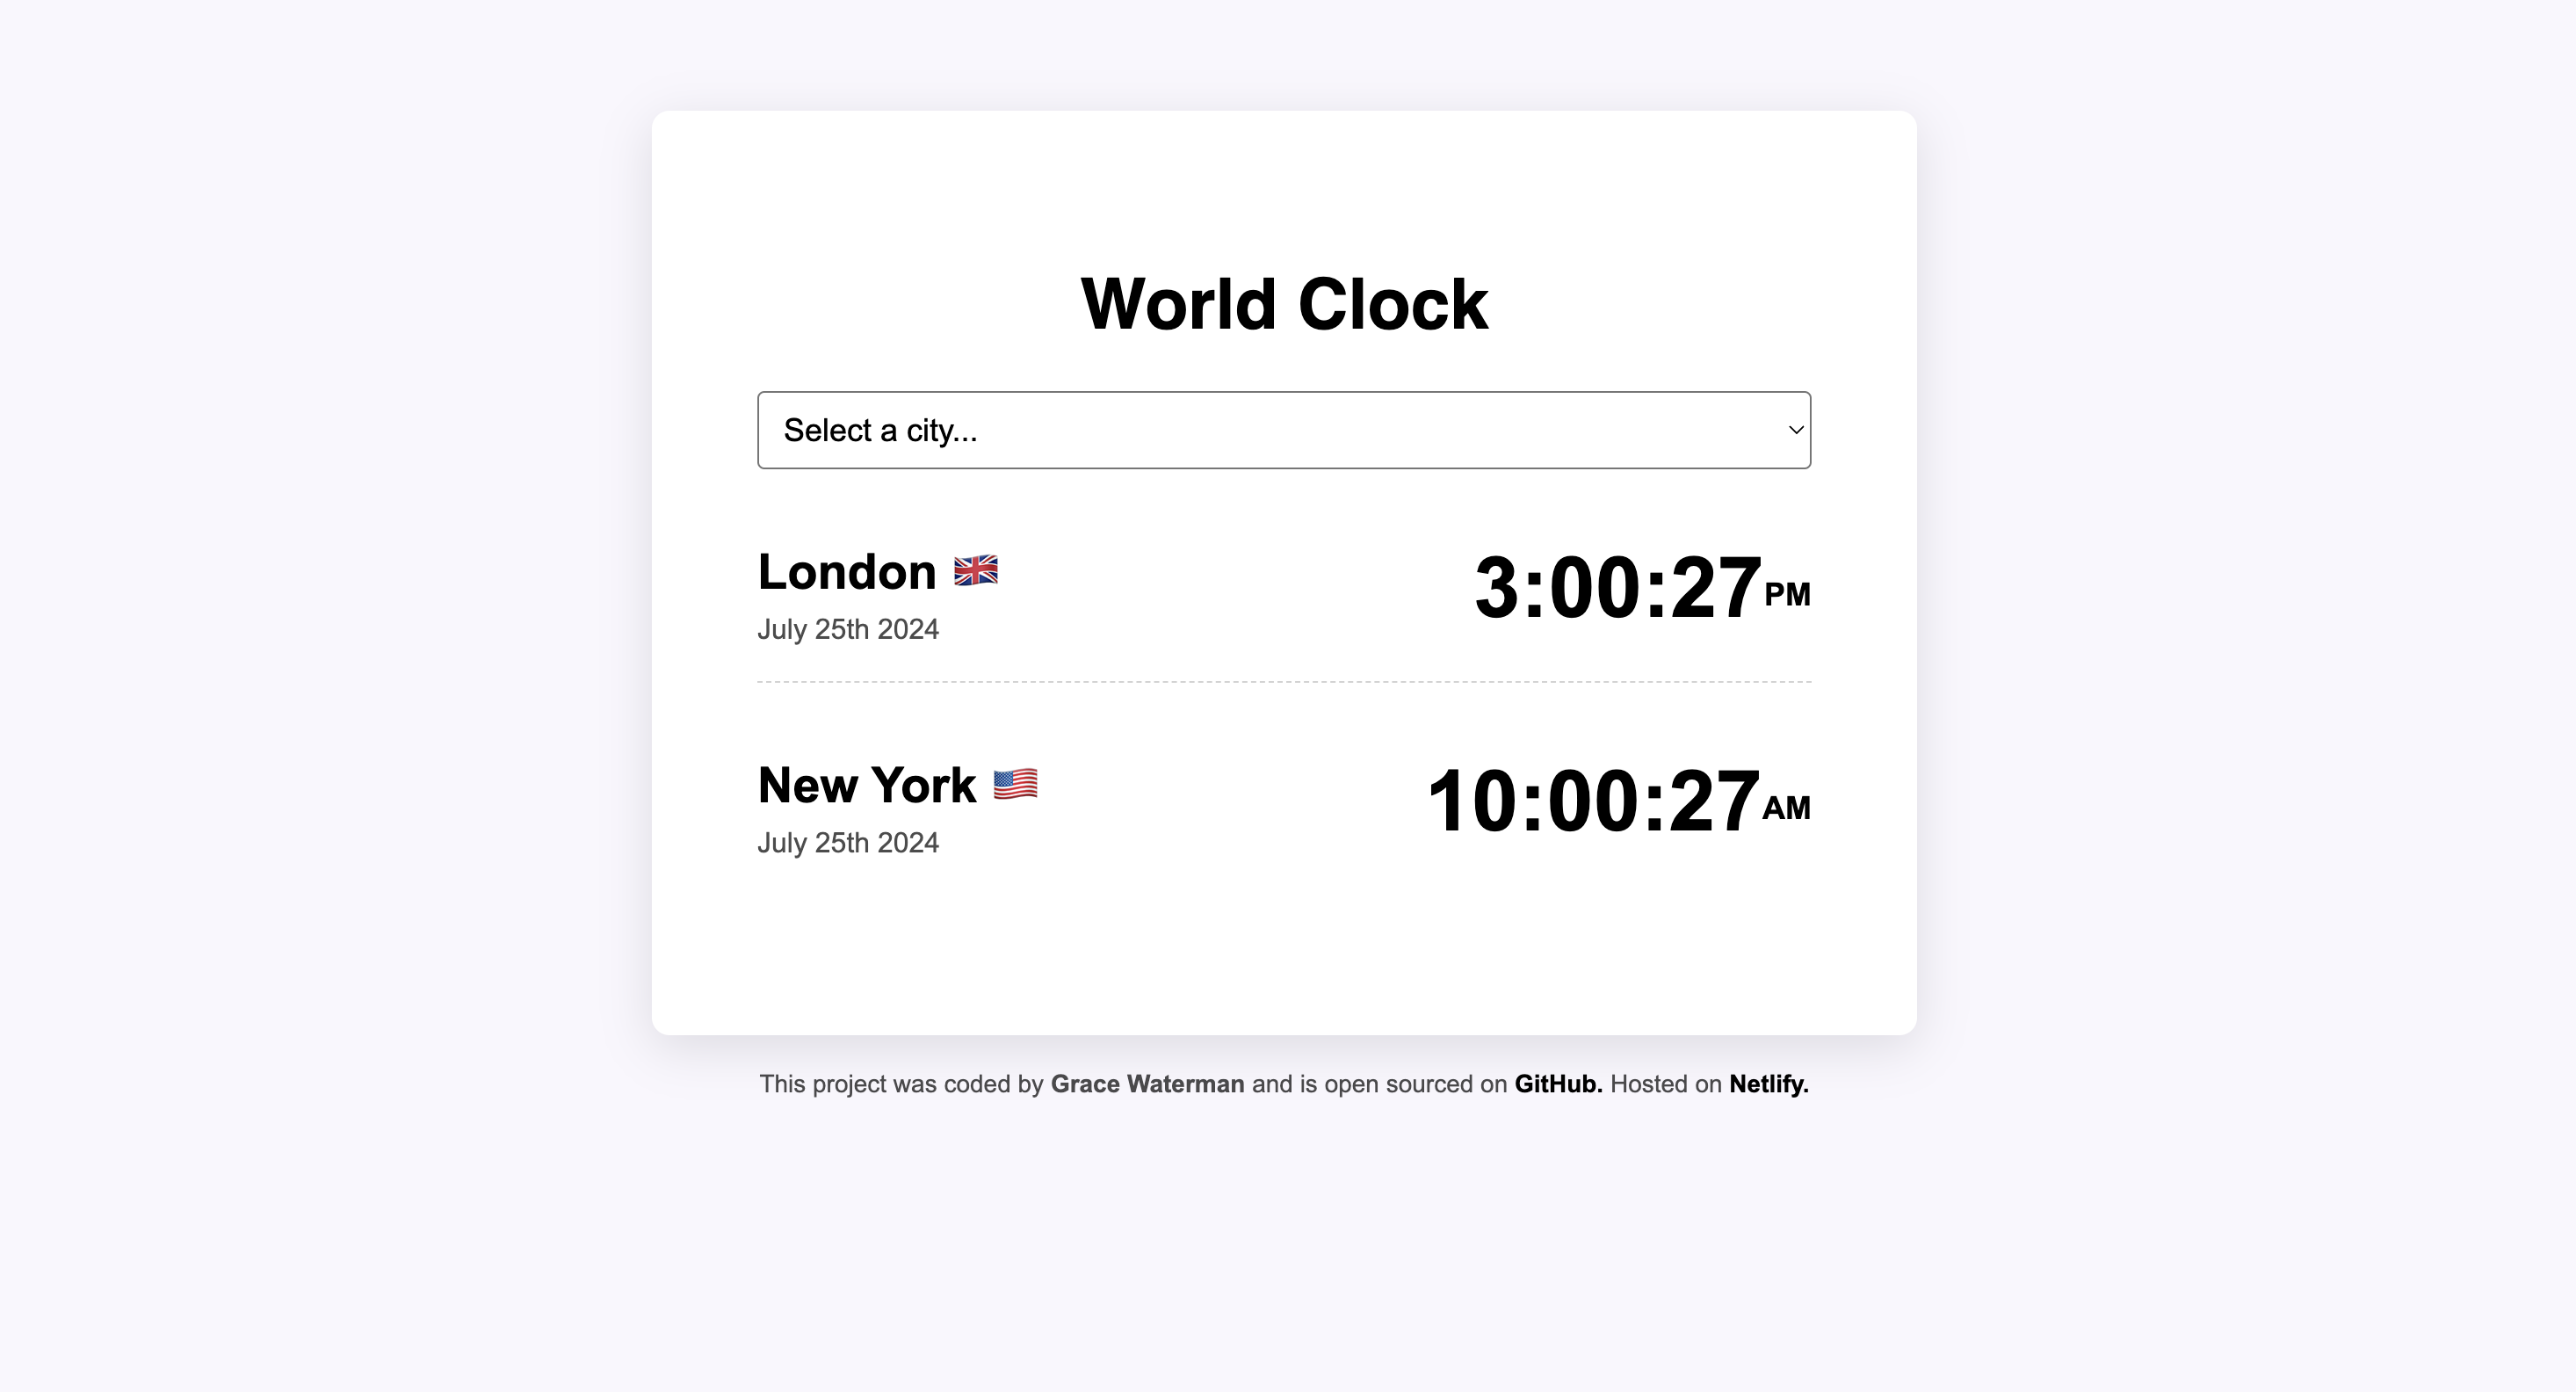 World Clock
Select a city...
London 🇬🇧
3:00:27PM
July 25th 2024
New York 🇺🇸
10:00:27AM
July 25th 2024
This project was coded by Grace Waterman and is open sourced on GitHub. Hosted on Netlify.